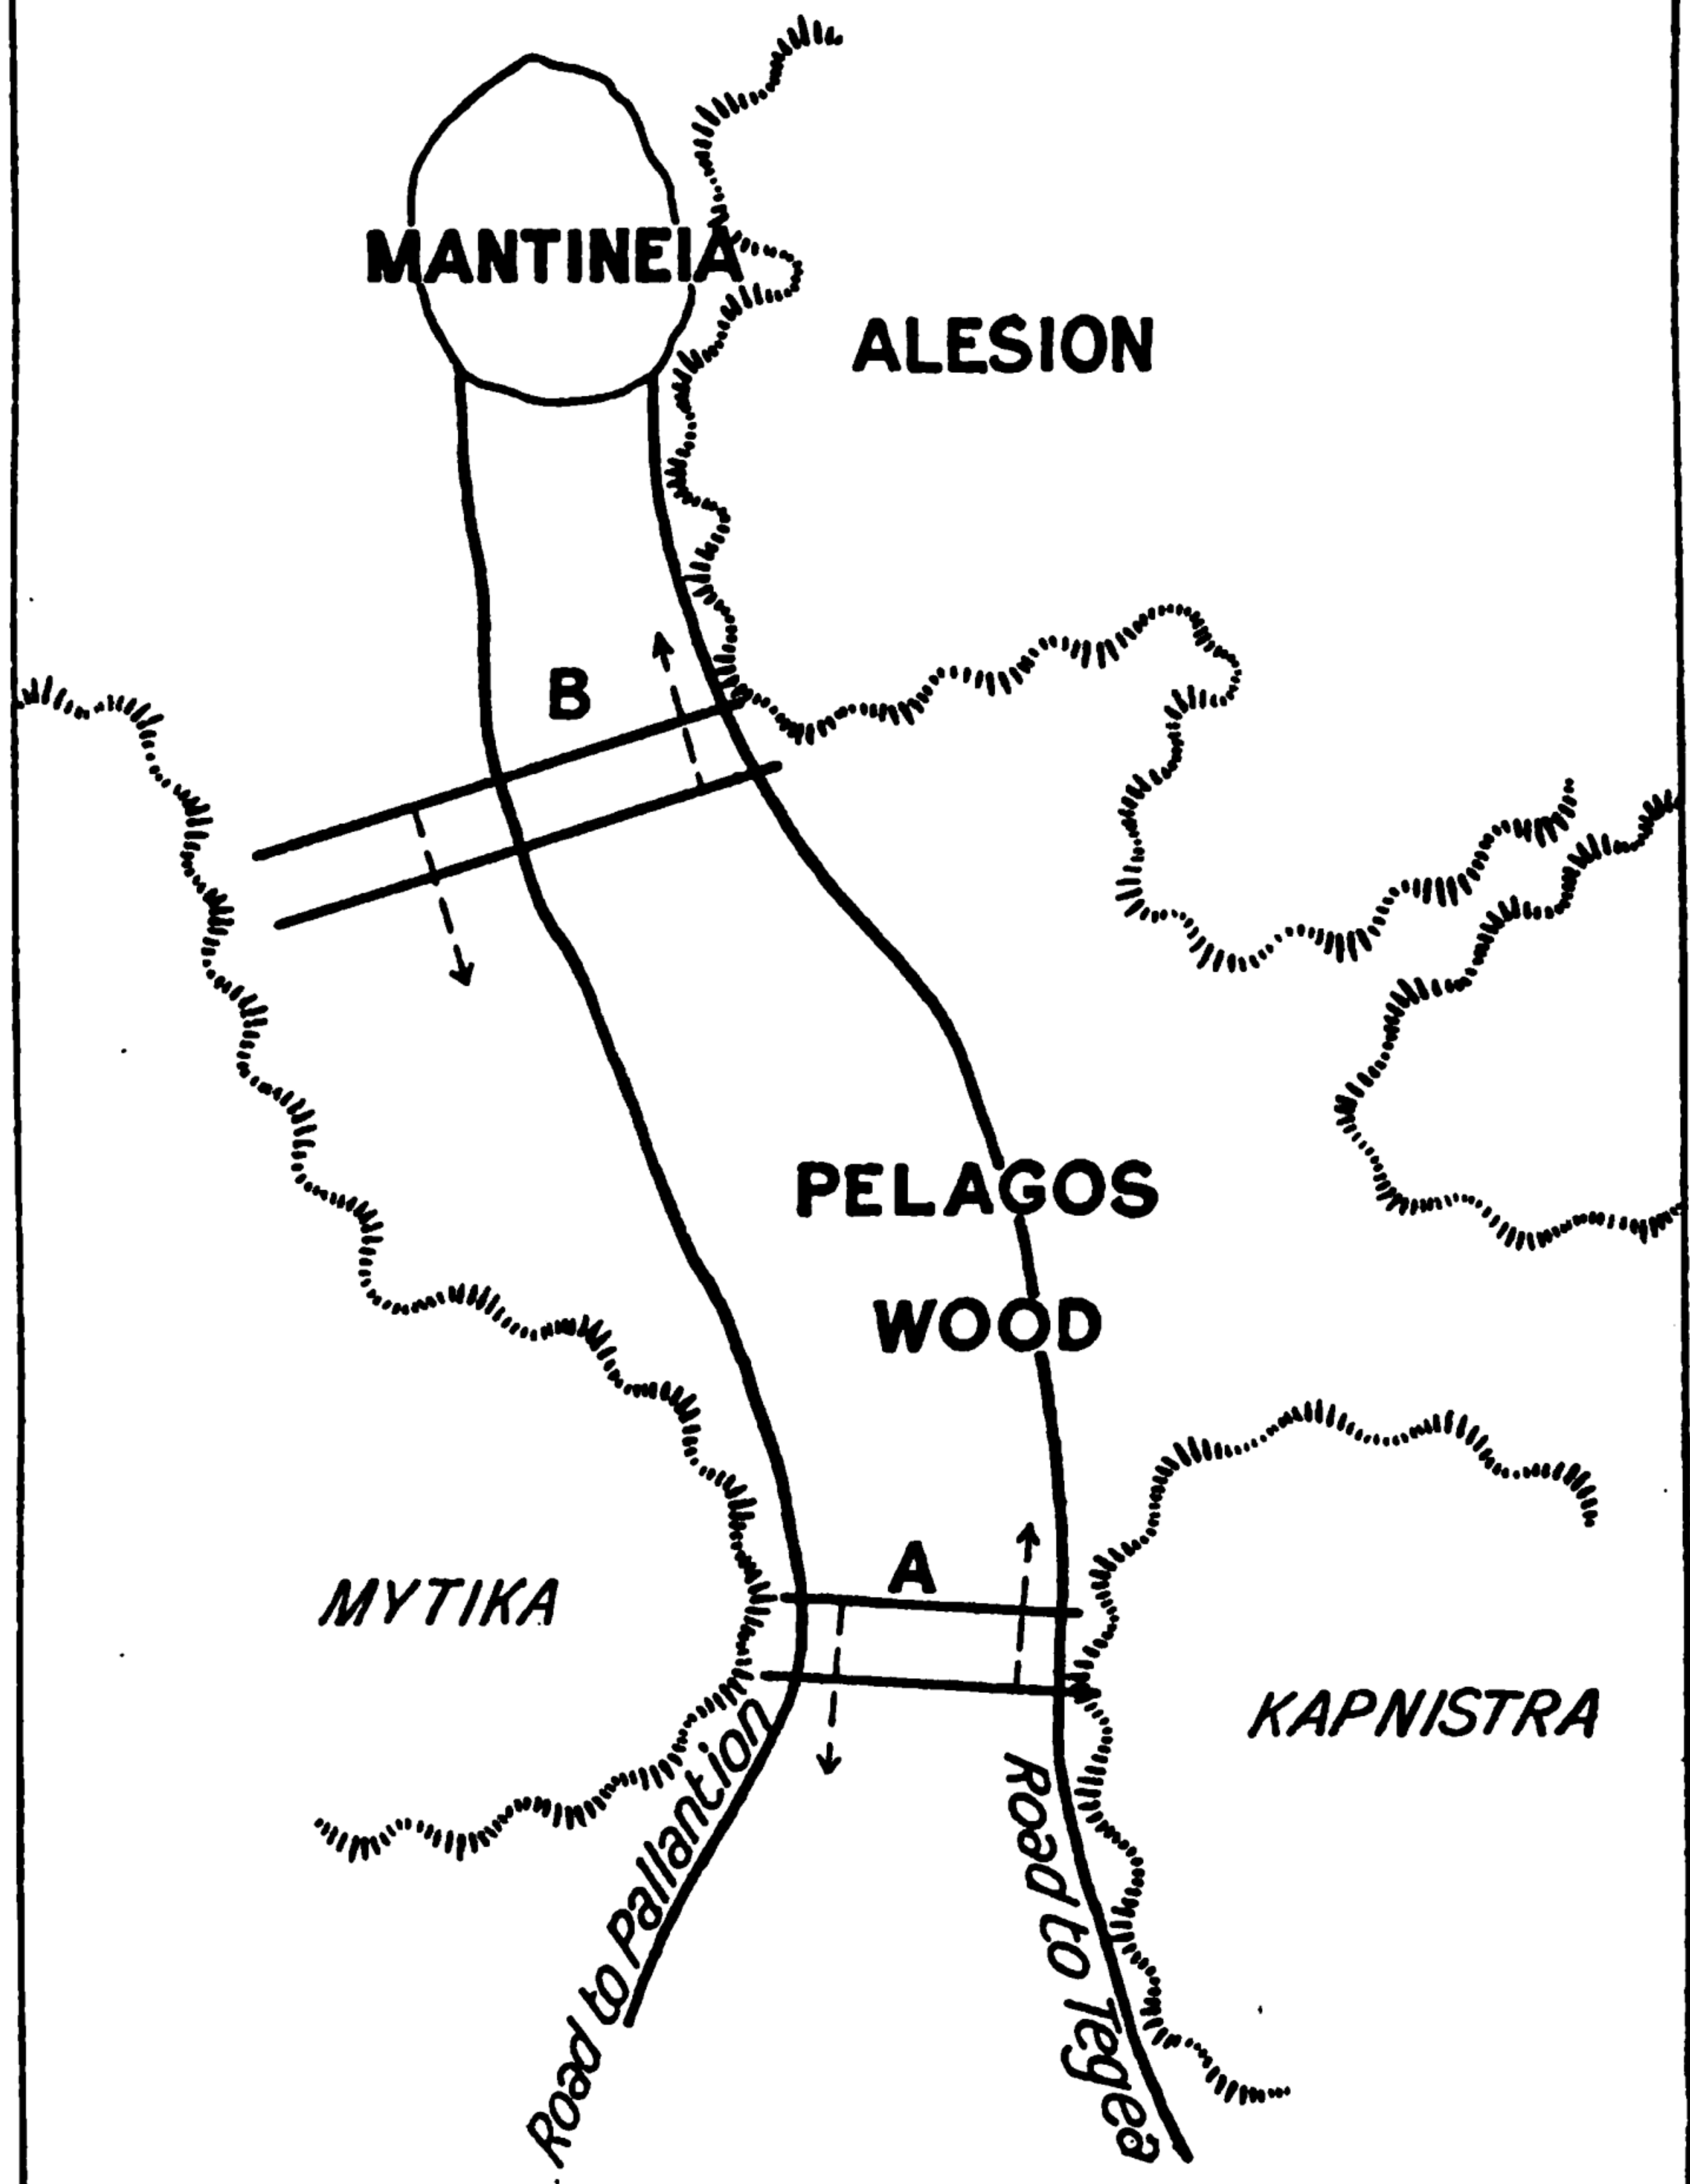 MANTINEIA
ALESION
B
PELAGOS
WOOD
A
MYTIKA
KAPNISTRA
Road to Pallantion
Road to Tegea